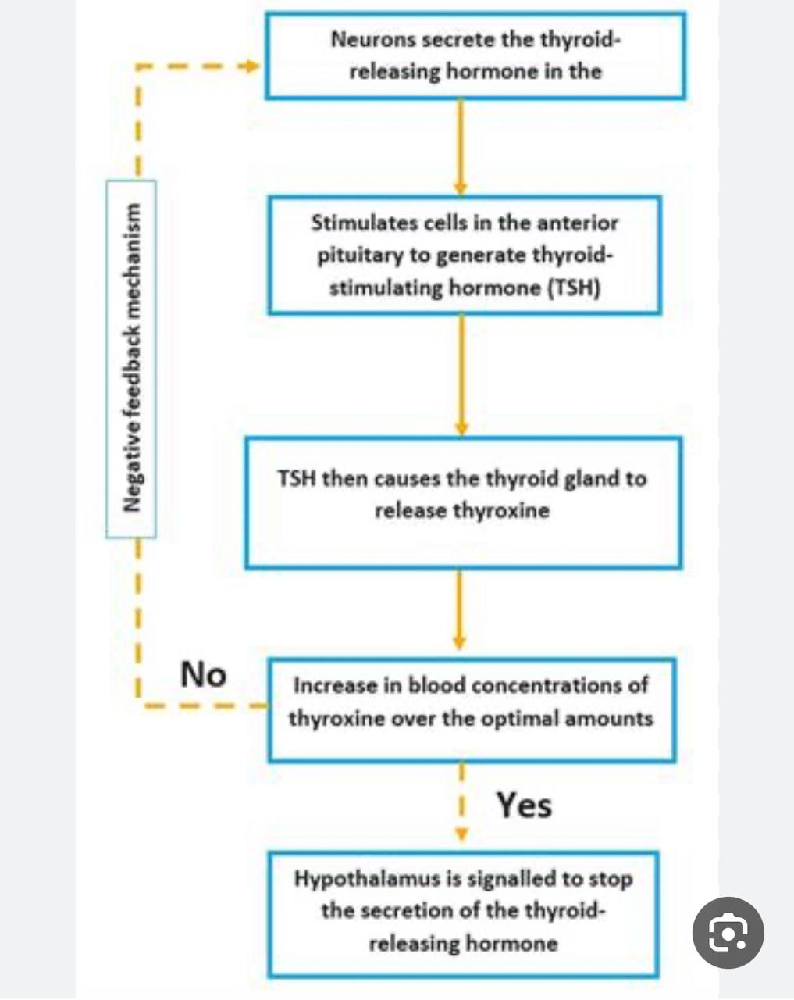 Neurons secrete the thyroid-
releasing hormone in the
Stimulates cells in the anterior
pituitary to generate thyroid-
stimulating hormone (TSH)
Negative feedback mechanism
TSH then causes the thyroid gland to
release thyroxine
No
Increase in blood concentrations of
thyroxine over the optimal amounts
Yes
Hypothalamus is signalled to stop
the secretion of the thyroid-
releasing hormone